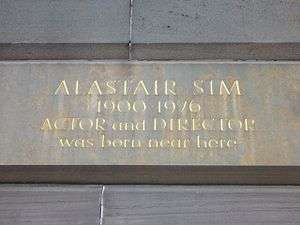 ALASTAIR SIM
1900-1976
ACTOR and DIRECTOR
was born near here